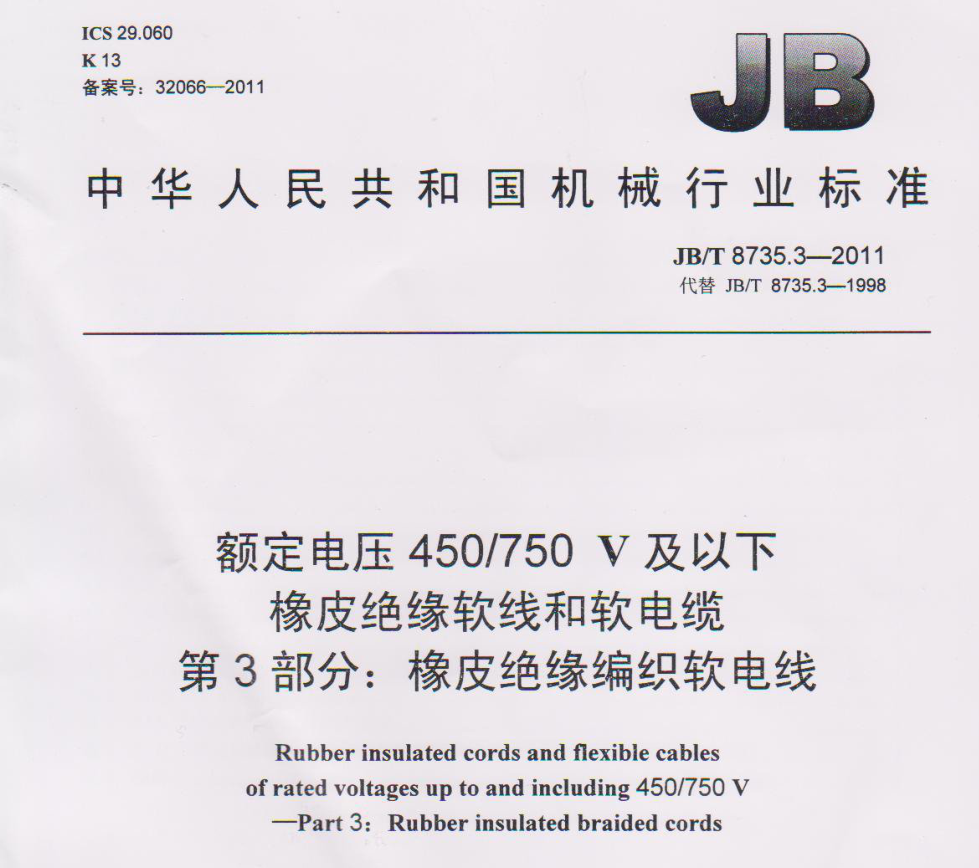 ICS 29.060
K 13
备案号：32066—2011
JB
中华人民共和国机械行业标准
JB/T 8735.3—2011
代替 JB/T 8735.3—1998
额定电压 450/750 V 及以下
橡皮绝缘软线和软电缆
第 3 部分：橡皮绝缘编织软电线
Rubber insulated cords and flexible cables
of rated voltages up to and including 450/750 V
—Part 3：Rubber insulated braided cords